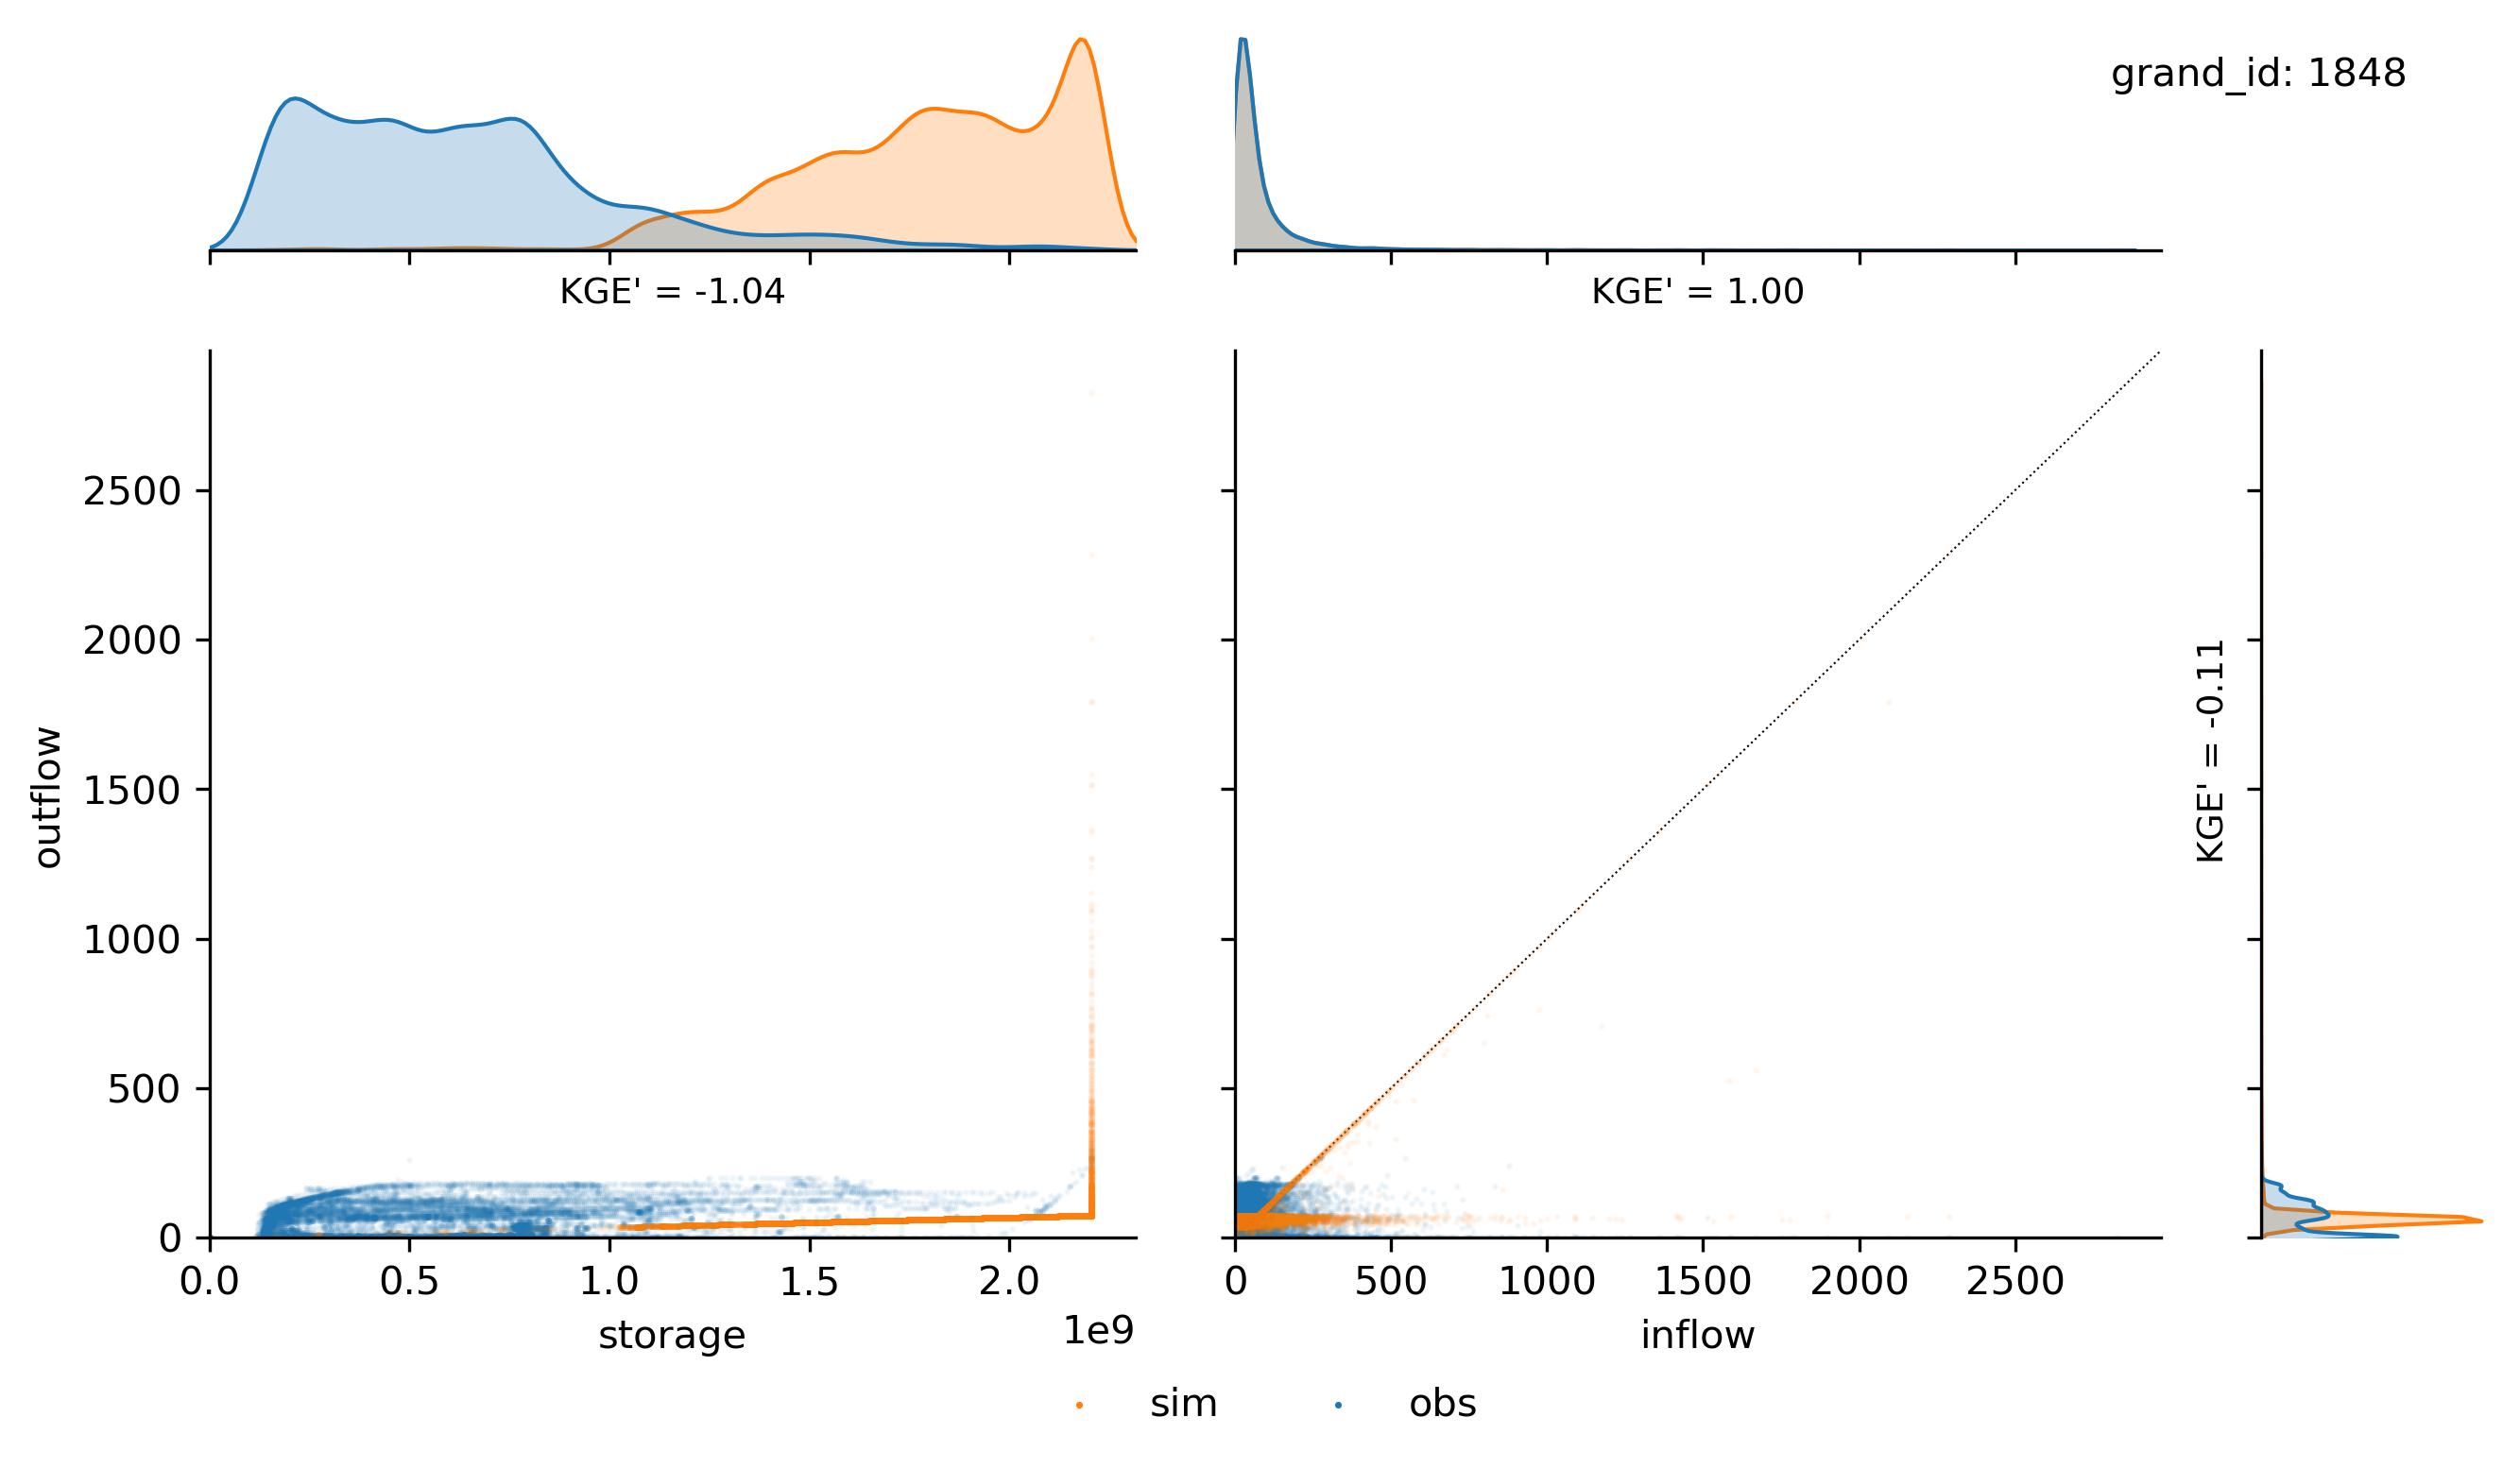 grand_id: 1848
KGE' = -1.04
KGE' = 1.00
outflow
2500
2000
1500
1000
500
0
0.0 0.5 1.0 1.5 2.0
1e9
storage
0 500 1000 1500 2000 2500
inflow
KGE' = -0.11
sim obs